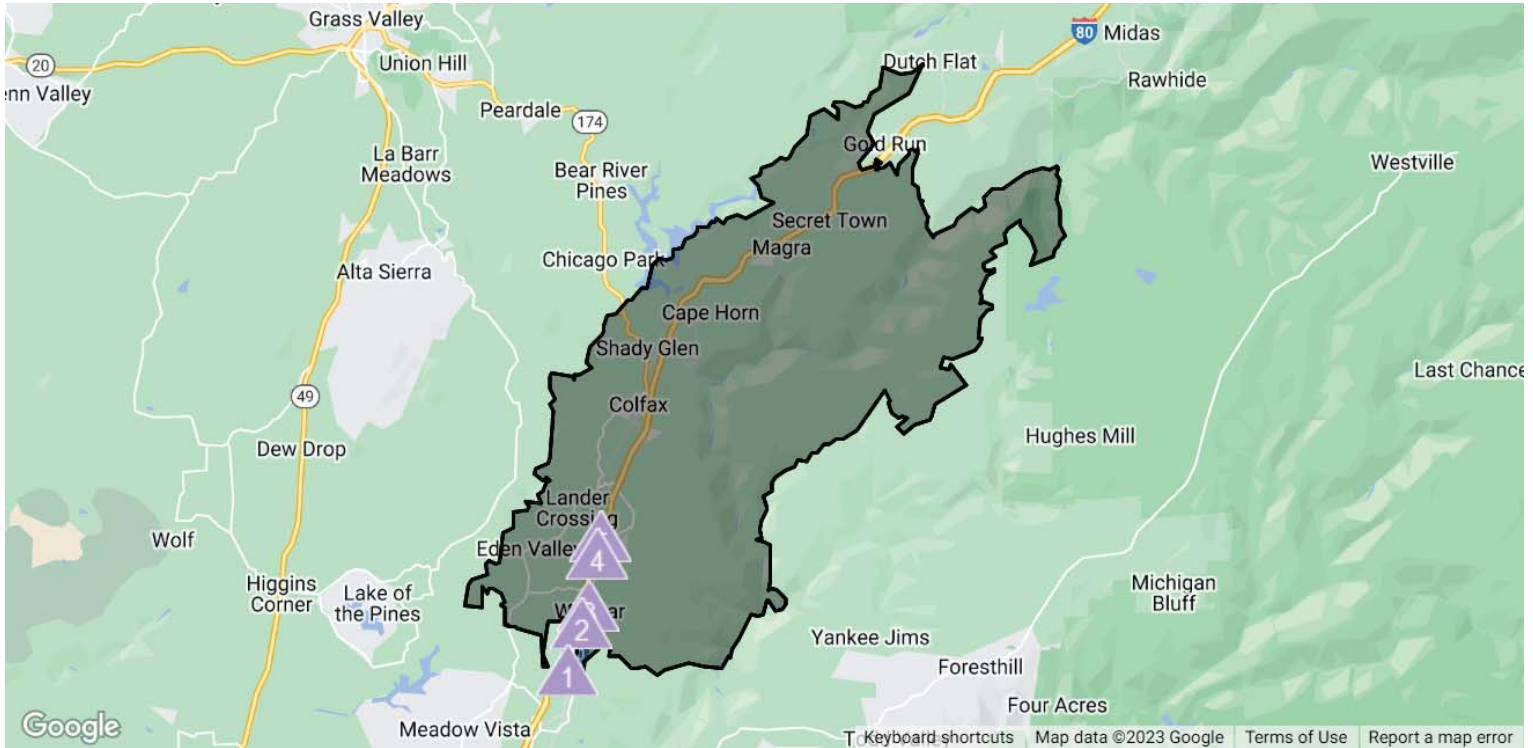 Grass Valley
80
Midas
Dutch Flat
20
Union Hill
Rawhide
enn Valley
Peardale
174
Gold Run
La Barr
Meadows
Westville
Bear River
Pines
Secret Town
Magra
Chicago Park
Alta Sierra
Cape Horn
Shady Glen
Last Chance
49
Colfax
Hughes Mill
Dew Drop
Lander
Crossing
Wolf
Eden Valley
4
Higgins
Corner
Lake of
the Pines
Michigan
Bluff
2
Yankee Jims
Foresthill
1
Four Acres
Meadow Vista
Google
Keyboard shortcuts
Map data ©2023 Google
Terms of Use
Report a map error